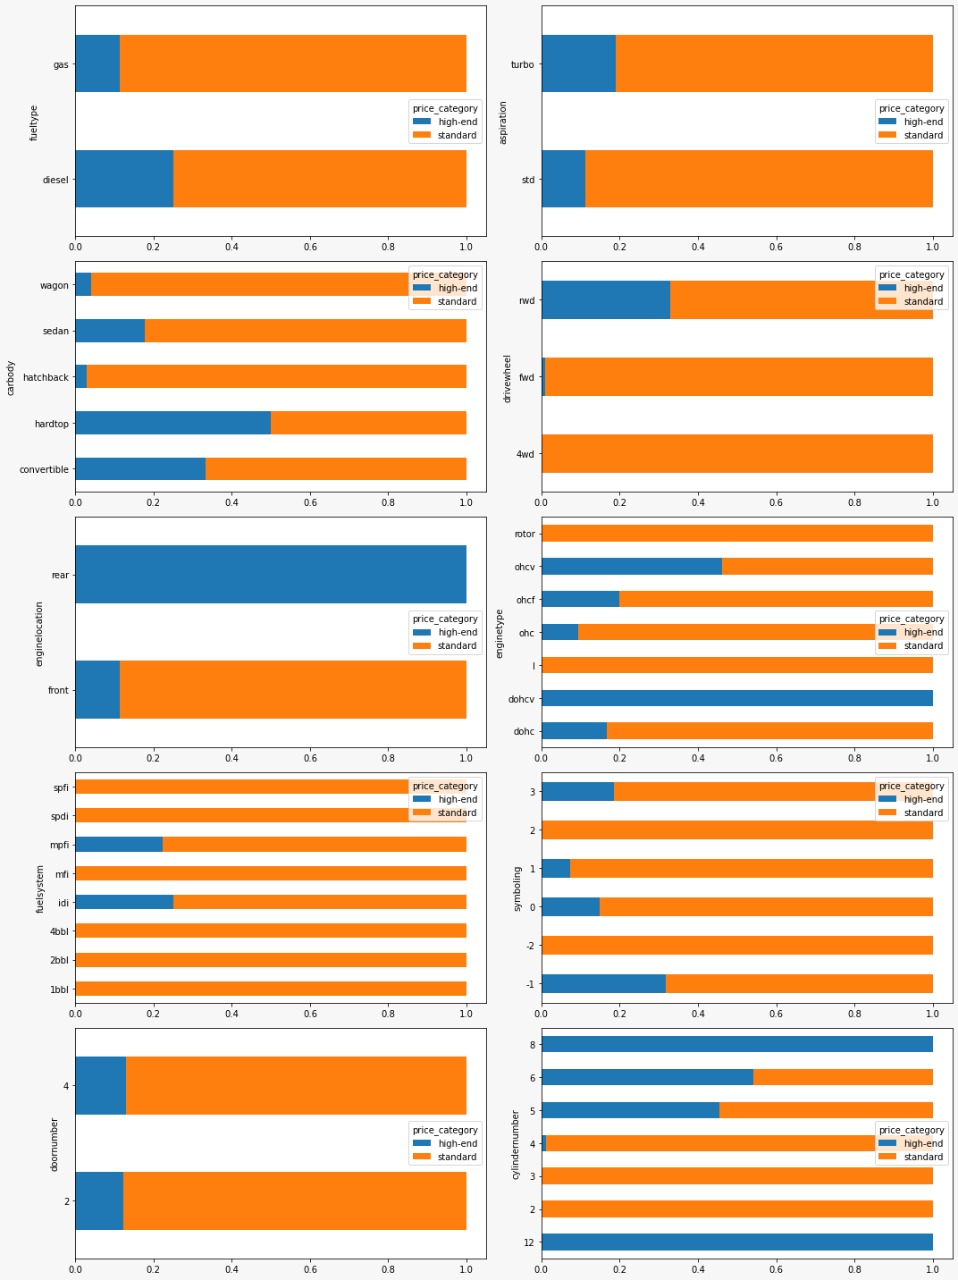 gas
diesel
fueltype
price_category
high-end
standard
0.0 0.2 0.4 0.6 0.8 1.0
turbo
std
aspiration
price_category
high-end
standard
0.0 0.2 0.4 0.6 0.8 1.0
wagon
sedan
hatchback
hardtop
convertible
carbody
price_category
high-end
standard
0.0 0.2 0.4 0.6 0.8 1.0
rwd
fwd
4wd
drivewheel
price_category
high-end
standard
0.0 0.2 0.4 0.6 0.8 1.0
rear
front
enginelocation
price_category
high-end
standard
0.0 0.2 0.4 0.6 0.8 1.0
rotor
ohcv
ohcf
ohc
l
dohcv
dohc
enginetype
price_category
high-end
standard
0.0 0.2 0.4 0.6 0.8 1.0
spfi
spdi
mpfi
mfi
idi
4bbl
2bbl
1bbl
fuelsystem
price_category
high-end
standard
0.0 0.2 0.4 0.6 0.8 1.0
3
2
1
0
-2
-1
symboling
price_category
high-end
standard
0.0 0.2 0.4 0.6 0.8 1.0
4
2
doornumber
price_category
high-end
standard
0.0 0.2 0.4 0.6 0.8 1.0
8
6
5
4
3
2
12
cylindernumber
price_category
high-end
standard
0.0 0.2 0.4 0.6 0.8 1.0